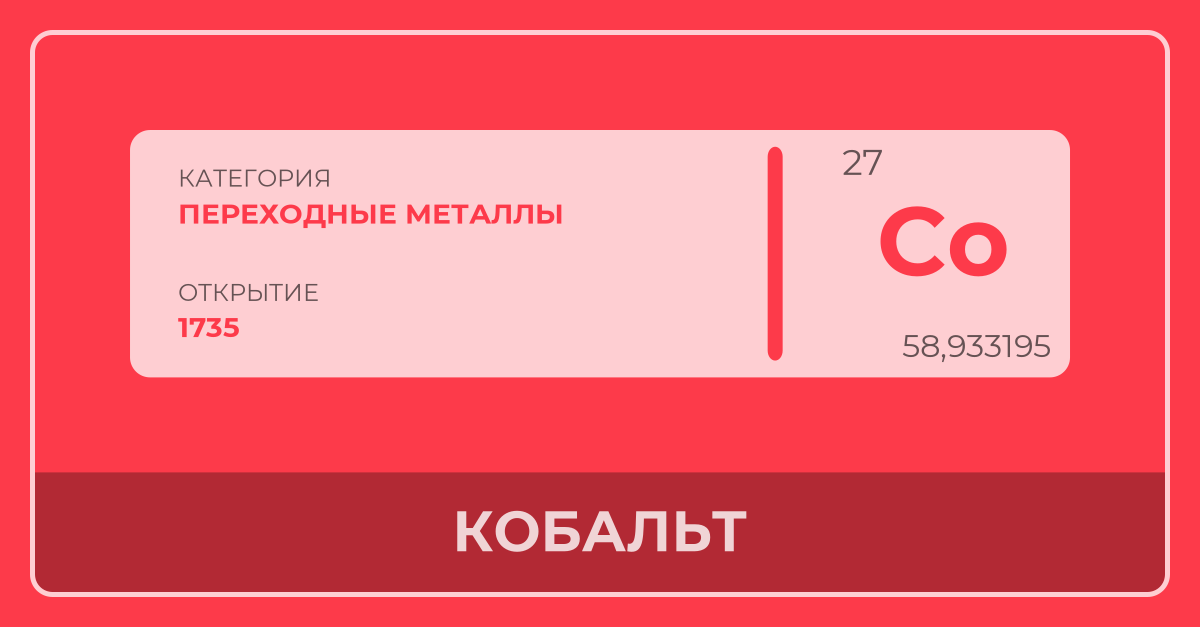 КАТЕГОРИЯ
ПЕРЕХОДНЫЕ МЕТАЛЛЫ
ОТКРЫТИЕ
1735
27
Co
58,933195
КОБАЛЬТ